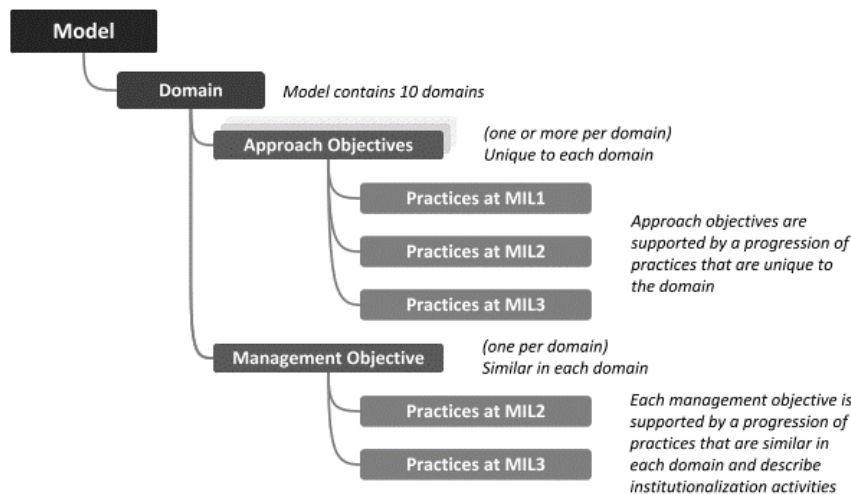 Model
Domain
Model contains 10 domains
Approach Objectives
(one or more per domain)
Unique to each domain
Practices at MIL1
Practices at MIL2
Practices at MIL3
Approach objectives are
supported by a progression of
practices that are unique to
the domain
Management Objective
(one per domain)
Similar in each domain
Practices at MIL2
Practices at MIL3
Each management objective is
supported by a progression of
practices that are similar in
each domain and describe
institutionalization activities